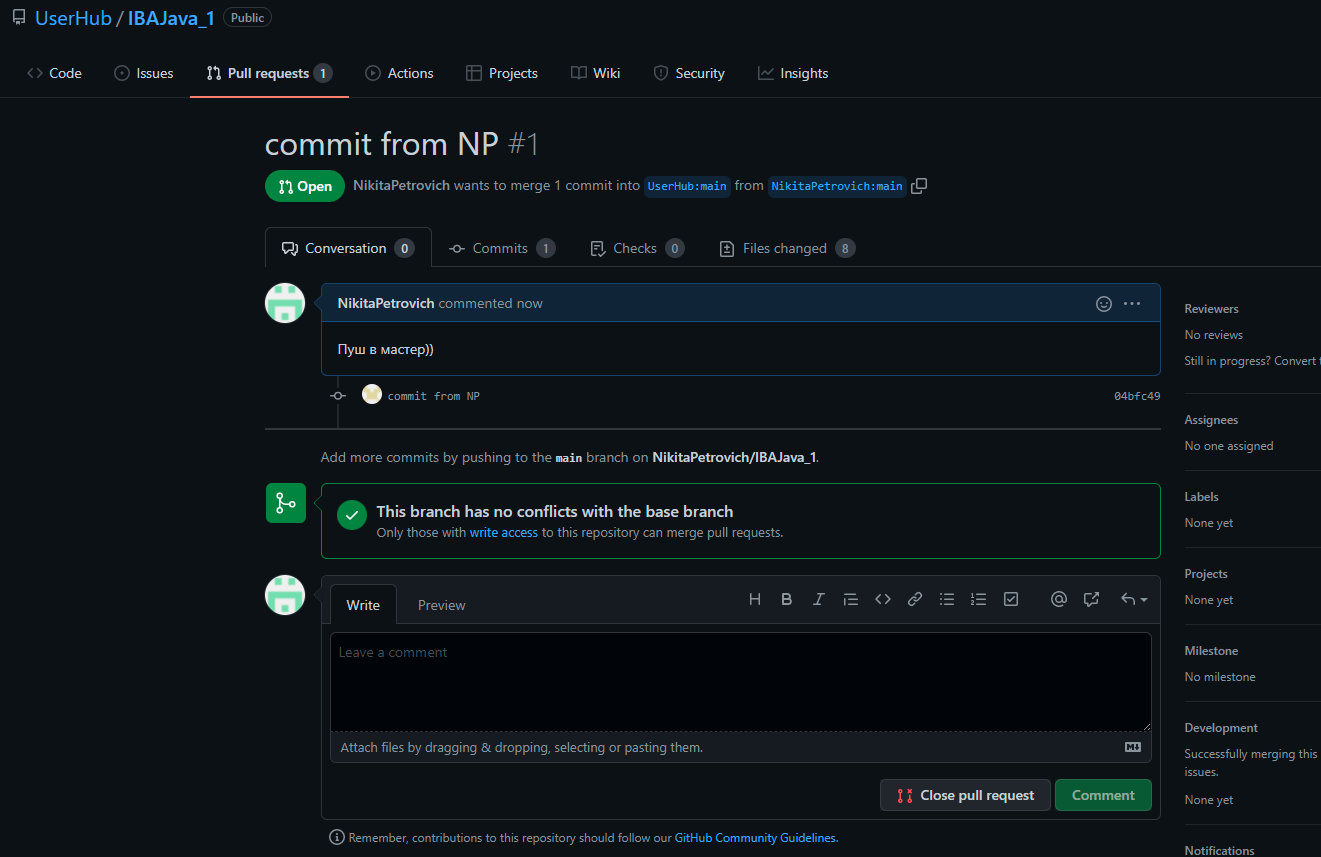 UserHub / IBAJava_1 Public
Code Issues Pull requests 1 Actions Projects Wiki Security Insights
commit from NP #1
Open NikitaPetrovich wants to merge 1 commit into UserHub:main from NikitaPetrovich:main
Conversation 0 Commits 1 Checks 0 Files changed 8
NikitaPetrovich commented now
Пуш в мастер))
commit from NP 04bfc49
Add more commits by pushing to the main branch on NikitaPetrovich/IBAJava_1.
This branch has no conflicts with the base branch
Only those with write access to this repository can merge pull requests.
Write Preview
Leave a comment
Attach files by dragging & dropping, selecting or pasting them.
Close pull request Comment
Remember, contributions to this repository should follow our GitHub Community Guidelines.
Reviewers
No reviews
Still in progress? Convert
Assignees
No one assigned
Labels
None yet
Projects
None yet
Milestone
No milestone
Development
Successfully merging this
issues.
None yet
Notifications